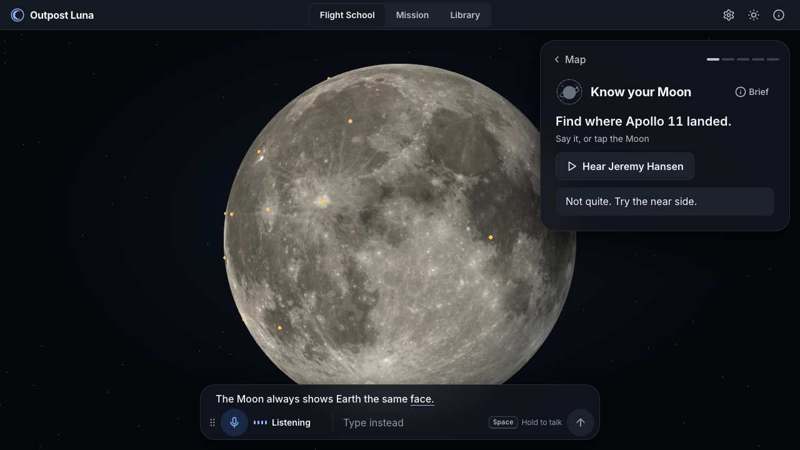 Outpost Luna
Flight School
Mission
Library
Map
Know your Moon
Brief
Find where Apollo 11 landed.
Say it, or tap the Moon
Hear Jeremy Hansen
Not quite. Try the near side.
The Moon always shows Earth the same face.
Listening
Type instead
Space
Hold to talk